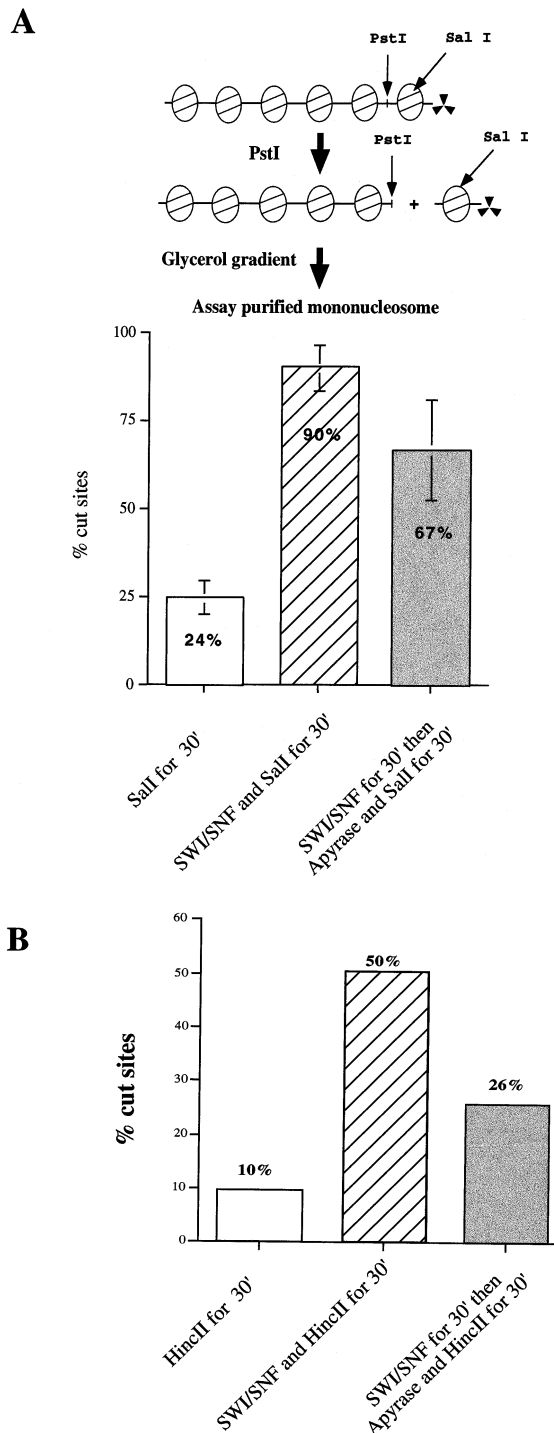 A
PstI
Sal I
PstI
PstI
Sal I
+
Glycerol gradient
Assay purified mononucleosome
100
75
50
25
0
% cut sites
24%
90%
67%
SalI for 30'
SWI/SNF and SalI for 30'
SWI/SNF for 30' then
Apyrase and SalI for 30'
B
60
50
40
30
20
10
0
% cut sites
10%
50%
26%
HincII for 30'
SWI/SNF and HincII for 30'
SWI/SNF for 30' then
Apyrase and HincII for 30'